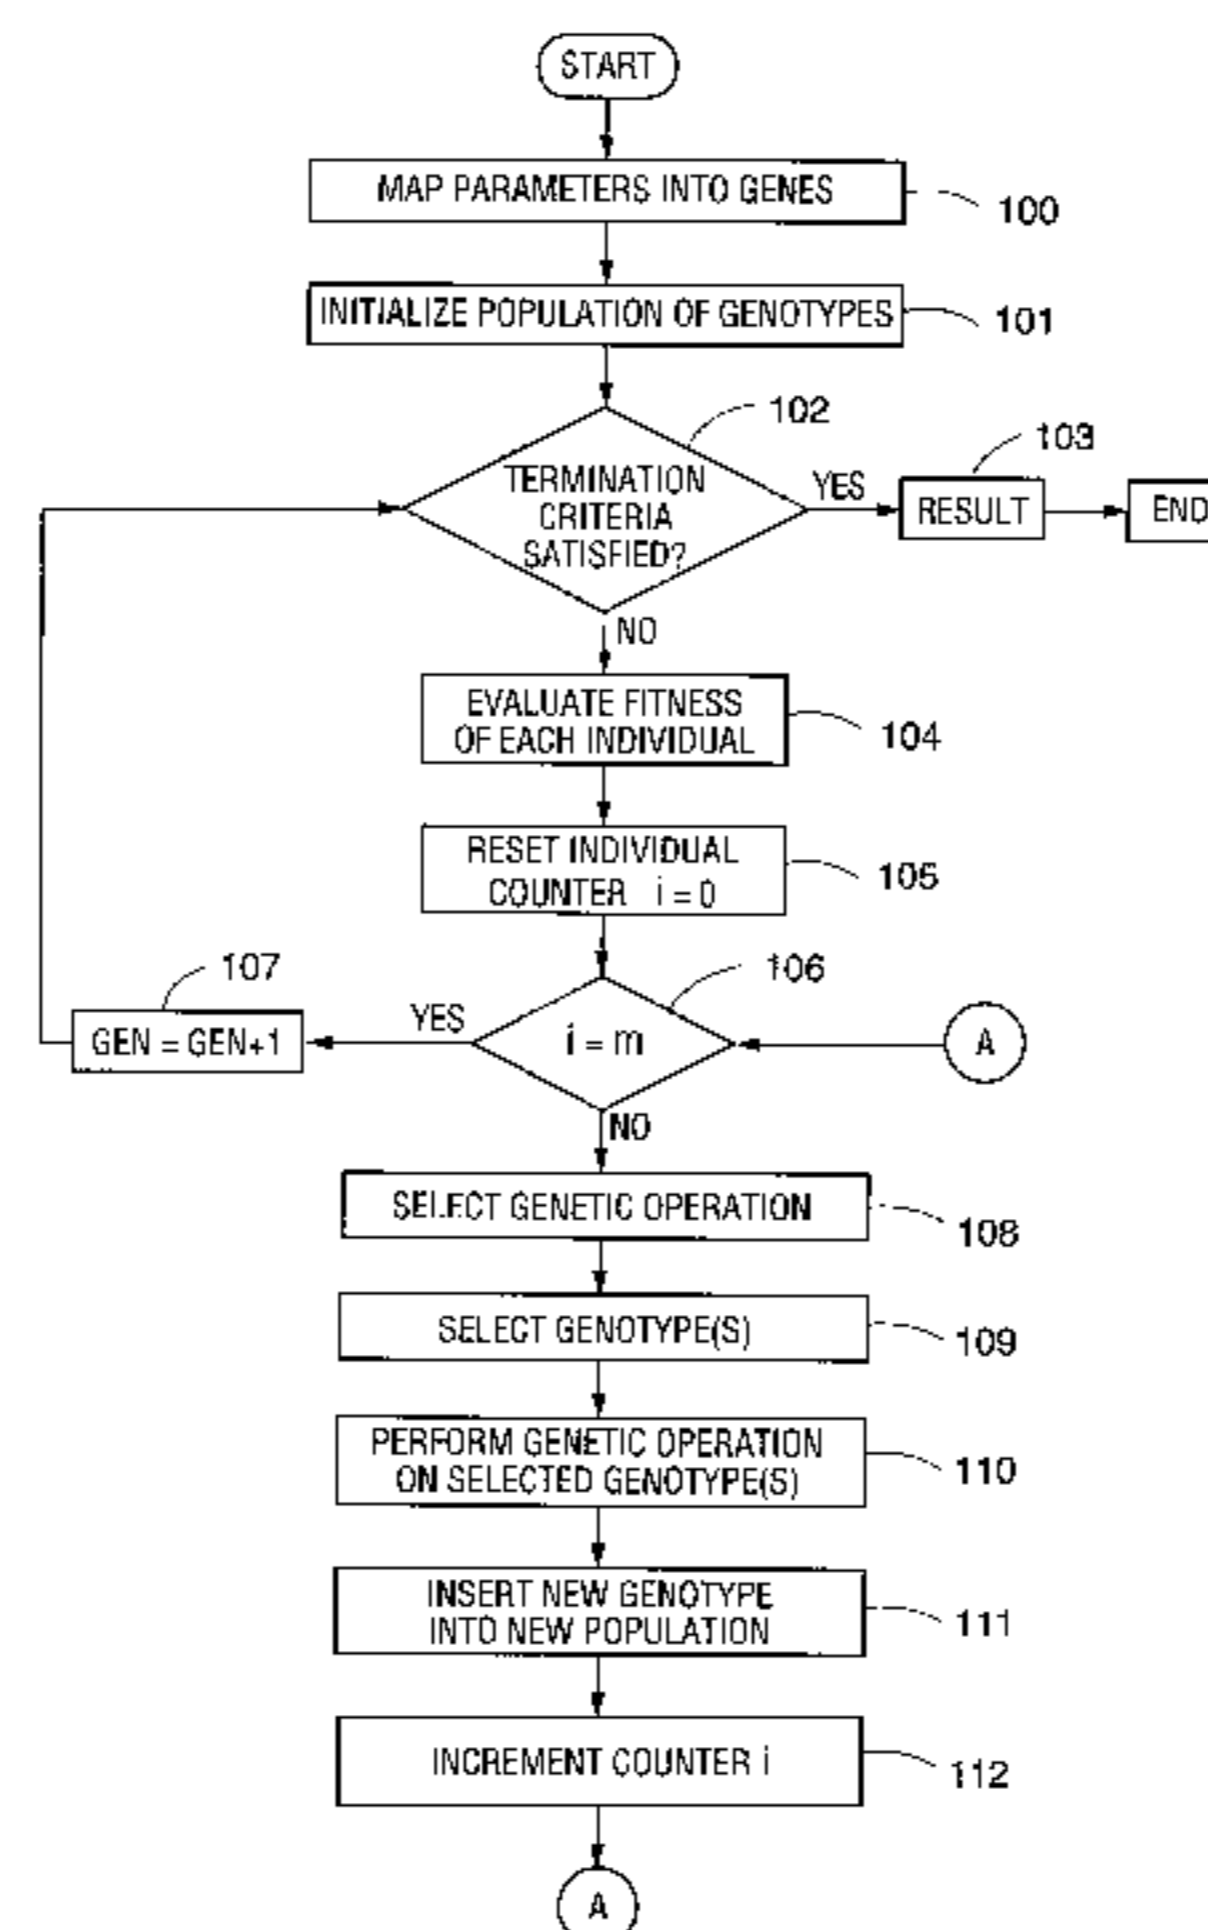 START
MAP PARAMETERS INTO GENES
100
INITIALIZE POPULATION OF GENOTYPES
101
102
TERMINATION
CRITERIA
SATISFIED?
YES
103
RESULT
END
NO
EVALUATE FITNESS
OF EACH INDIVIDUAL
104
RESET INDIVIDUAL
COUNTER i = 0
105
106
i = m
A
YES
107
GEN = GEN+1
NO
SELECT GENETIC OPERATION
108
SELECT GENOTYPE(S)
109
PERFORM GENETIC OPERATION
ON SELECTED GENOTYPE(S)
110
INSERT NEW GENOTYPE
INTO NEW POPULATION
111
INCREMENT COUNTER i
112
A